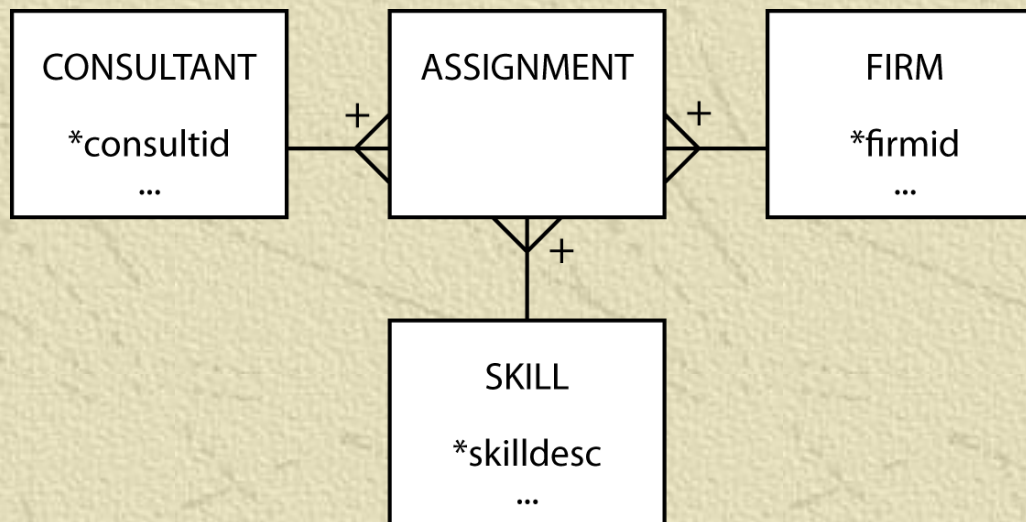 CONSULTANT
*consultid
...
+
ASSIGNMENT
+
FIRM
*firmid
...
+
SKILL
*skilldesc
...